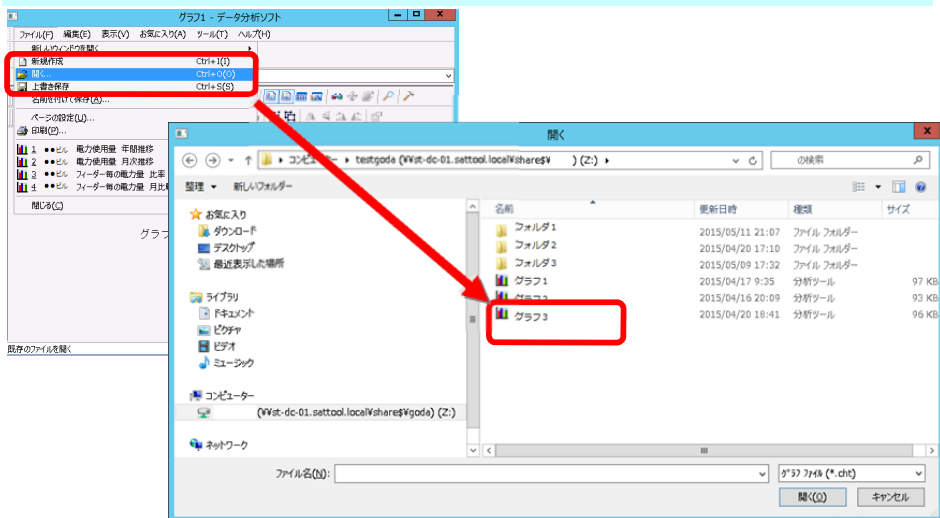 グラフ1 - データ分析ソフト
ファイル(F) 編集(E) 表示(V) お気に入り(A) ツール(T) ヘルプ(H)
新しいウィンドウを開く
新規作成 Ctrl+I(I)
開く... Ctrl+O(O)
上書き保存 Ctrl+S(S)
名前を付けて保存(A)...
ページの設定(U)...
印刷(P)...
1 ●●ビル 電力使用量 年間推移
2 ●●ビル 電力使用量 月次推移
3 ●●ビル フィーダー毎の電力量 比率
4 ●●ビル フィーダー毎の電力量 月比
閉じる(C)
グラフ
既存のファイルを開く
開く
コンピューター testgoda (¥¥st-dc-01.sattool.local¥share$¥ ) (Z:)
の検索
整理 新しいフォルダー
お気に入り
ダウンロード
デスクトップ
最近表示した場所
ライブラリ
ドキュメント
ピクチャ
ビデオ
ミュージック
コンピューター
(¥¥st-dc-01.sattool.local¥share$¥goda) (Z:)
ネットワーク
名前 更新日時 種類 サイズ
フォルダ1 2015/05/11 21:07 ファイル フォルダー
フォルダ2 2015/04/20 17:10 ファイル フォルダー
フォルダ3 2015/05/09 17:32 ファイル フォルダー
グラフ1 2015/04/17 9:35 分析ツール 97 KB
グラフ2 2015/04/16 20:09 分析ツール 93 KB
グラフ3 2015/04/20 18:41 分析ツール 96 KB
ファイル名(N): グラフ ファイル (*.cht)
開く(O) キャンセル